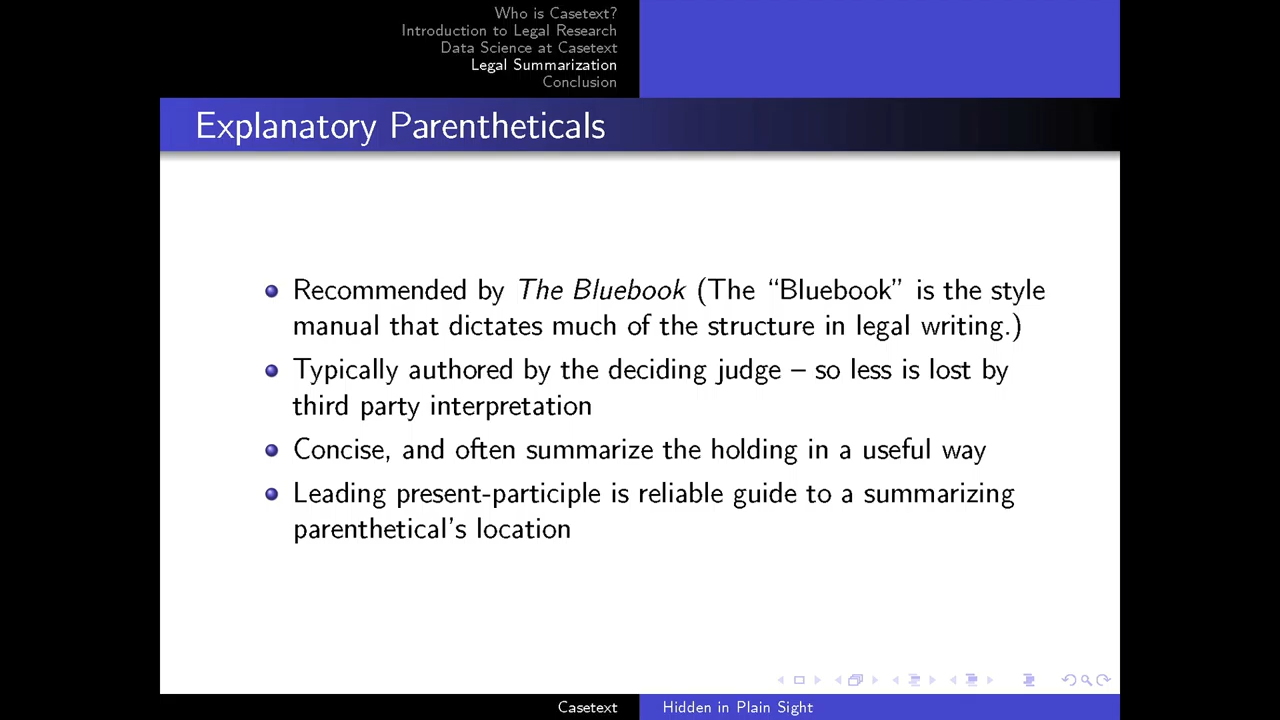 Who is Casetext?
Introduction to Legal Research
Data Science at Casetext
Legal Summarization
Conclusion
Explanatory Parentheticals
Recommended by The Bluebook (The “Bluebook” is the style
manual that dictates much of the structure in legal writing.)
Typically authored by the deciding judge – so less is lost by
third party interpretation
Concise, and often summarize the holding in a useful way
Leading present-participle is reliable guide to a summarizing
parenthetical’s location
Casetext
Hidden in Plain Sight